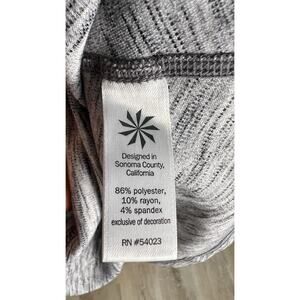 Designed in
Sonoma County,
California
86% polyester,
10% rayon,
4% spandex
exclusive of decoration
RN #54023